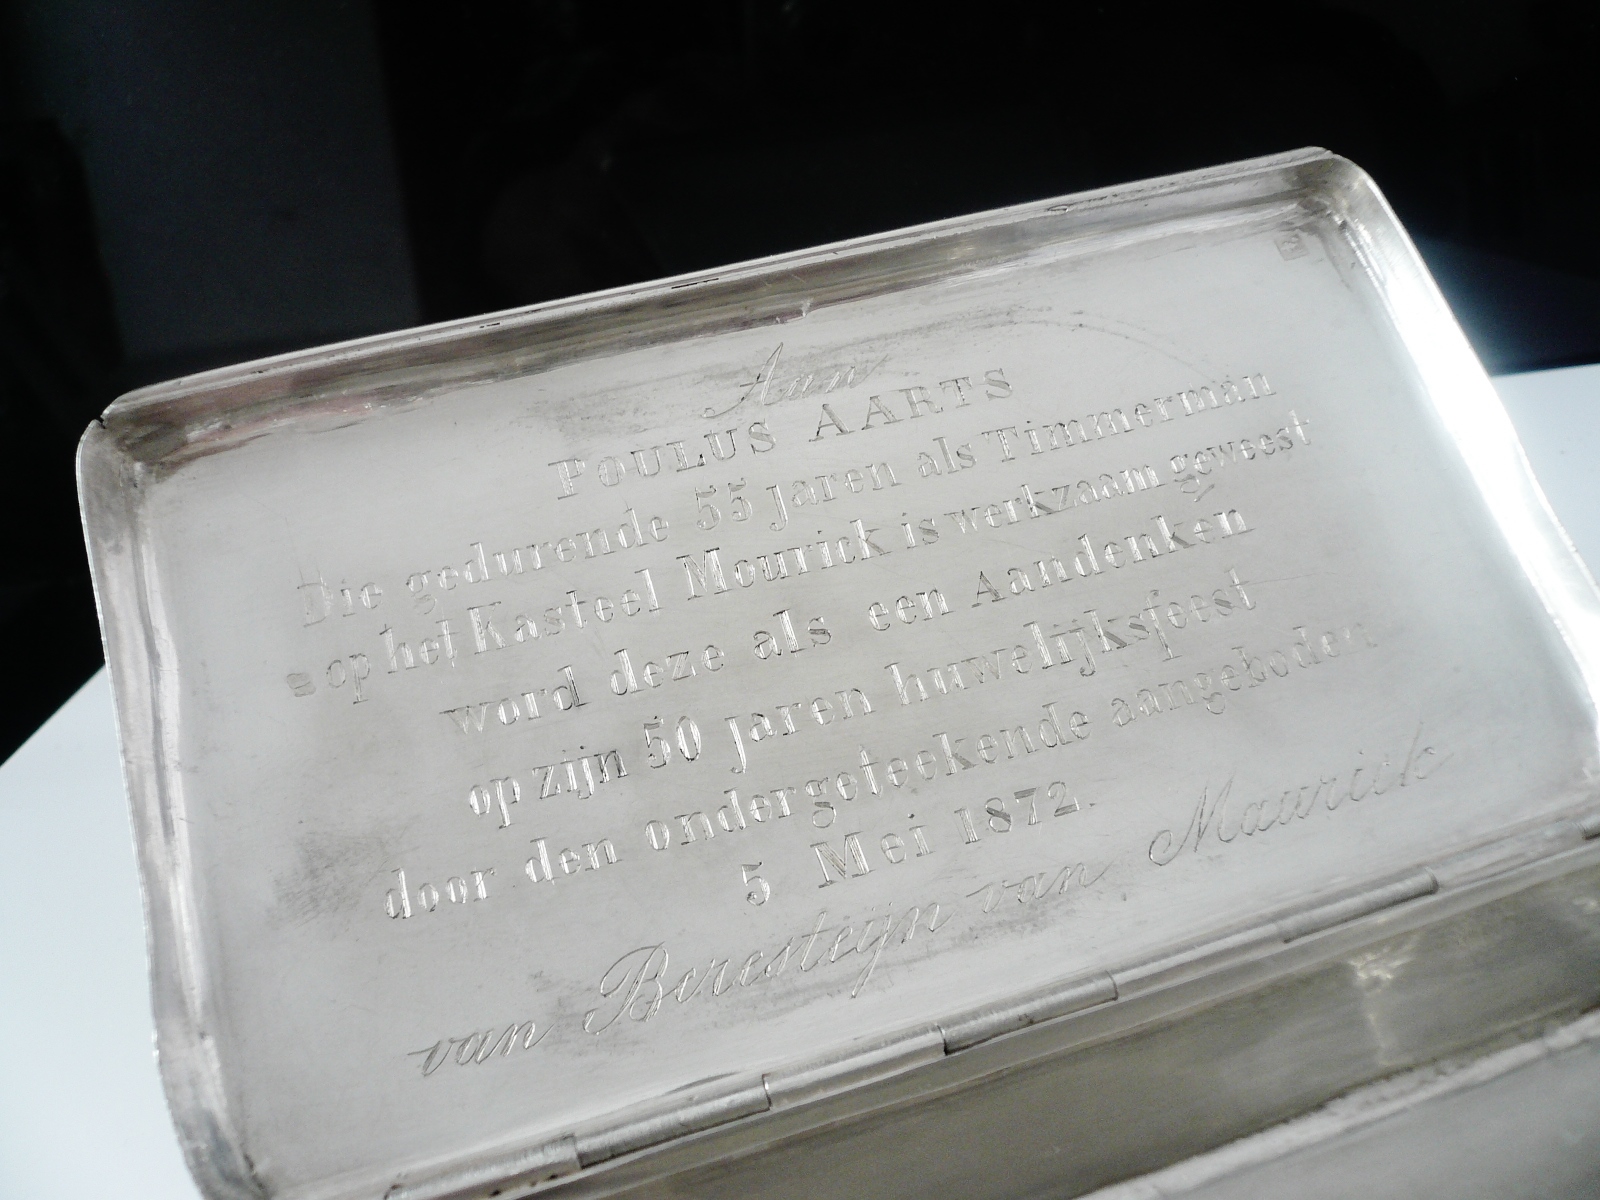 Aan
POULUS AARTS
Die gedurende 55 jaren als Timmerman
s op het Kasteel Mourick is werkzaam geweest
word deze als een Aandenken
op zijn 50 jaren huwelijksfeest
door den ondergeteekende aangeboden
5 Mei 1872.
van Beresteijn van Maurick